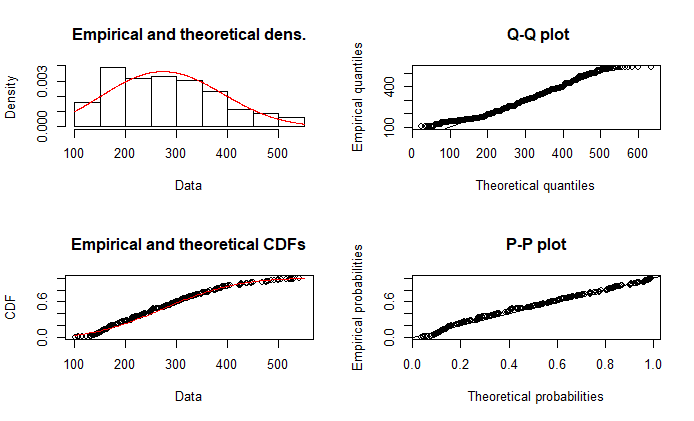 Empirical and theoretical dens.
Density
0.000 0.003
100 200 300 400 500
Data
Q-Q plot
Empirical quantiles
100 400
0 100 200 300 400 500 600
Theoretical quantiles
Empirical and theoretical CDFs
CDF
0.0 0.6
100 200 300 400 500
Data
P-P plot
Empirical probabilities
0.0 0.6
0.0 0.2 0.4 0.6 0.8 1.0
Theoretical probabilities